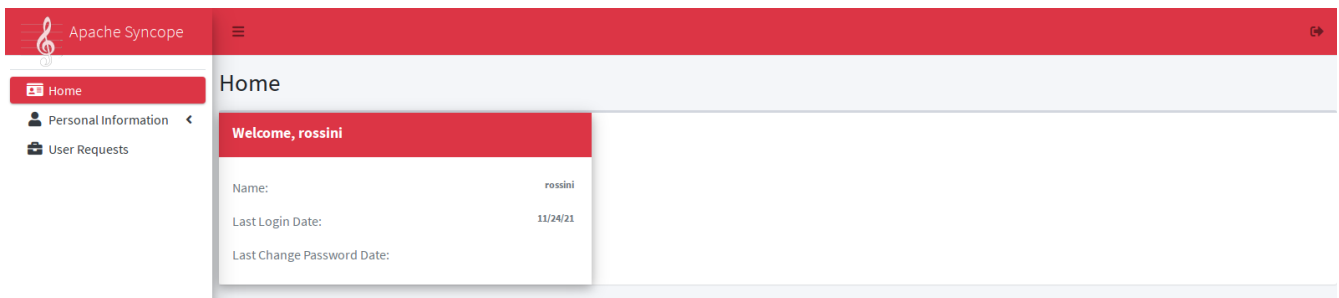 Apache Syncope
Home
Personal Information
User Requests
Home
Welcome, rossini
Name: rossini
Last Login Date: 11/24/21
Last Change Password Date: